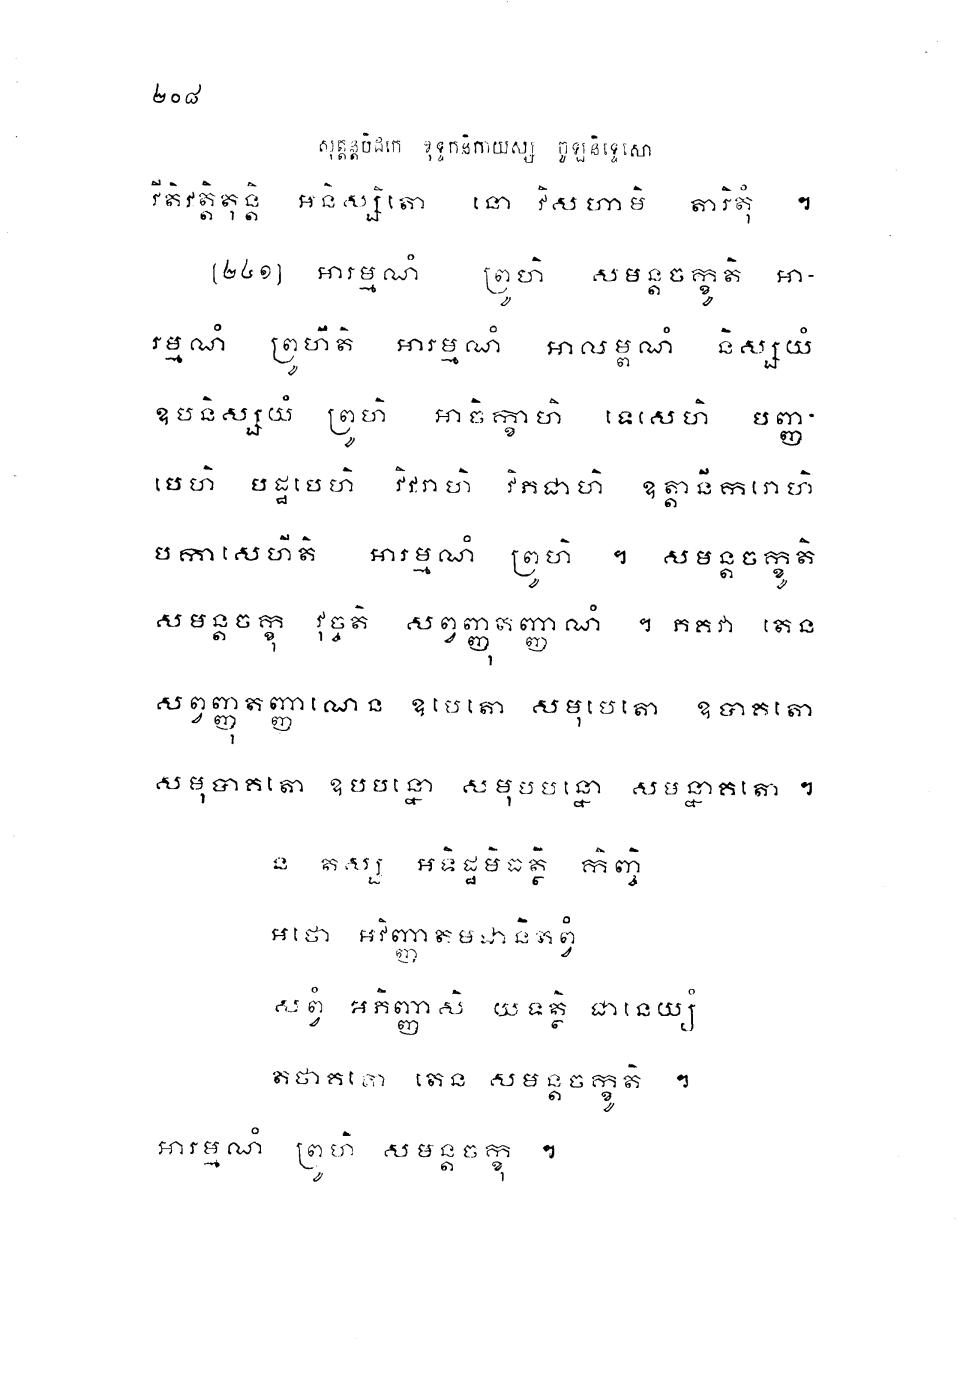 ២០៨
សុត្តន្តបិដកេ ខុទ្ទកនិកាយស្ស ចូឡនិទ្ទេសោ
វីតិវត្តិតុន្តិ អនិស្សិតោ នោ វិសហាមិ តារិតុំ ។
(២៤១) អារម្មណំ ព្រូហិ សមន្តចក្ខូតិ អា-
រម្មណំ ព្រូហីតិ អារម្មណំ អាលម្ពណំ និស្សយំ
ឧបនិស្សយំ ព្រូហិ អាចិក្ខាហិ ទេសេហិ បញ្ញ-
បេហិ បដ្ឋបេហិ វិវរាហិ វិភជាហិ ឧត្តានីករោហិ
បកាសេហីតិ អារម្មណំ ព្រូហិ ។ សមន្តចក្ខូតិ
សមន្តចក្ខុ វុច្ចតិ សព្វញ្ញុតញ្ញាណំ ។ ភគវា តេន
សព្វញ្ញុតញ្ញាណេន ឧបេតោ សមុបេតោ ឧបាគតោ
សមុបាគតោ ឧបបន្នោ សមុបបន្នោ សមន្នាគតោ ។
ន តស្ស អទិដ្ឋមិធត្ថិ កិញ្ចិ
អថោ អវិញ្ញាតមជានិតព្វំ
សព្វំ អភិញ្ញាសិ យទត្ថិ ជានេយ្យំ
តថាគតោ តេន សមន្តចក្ខូតិ ។
អារម្មណំ ព្រូហិ សមន្តចក្ខុ ។